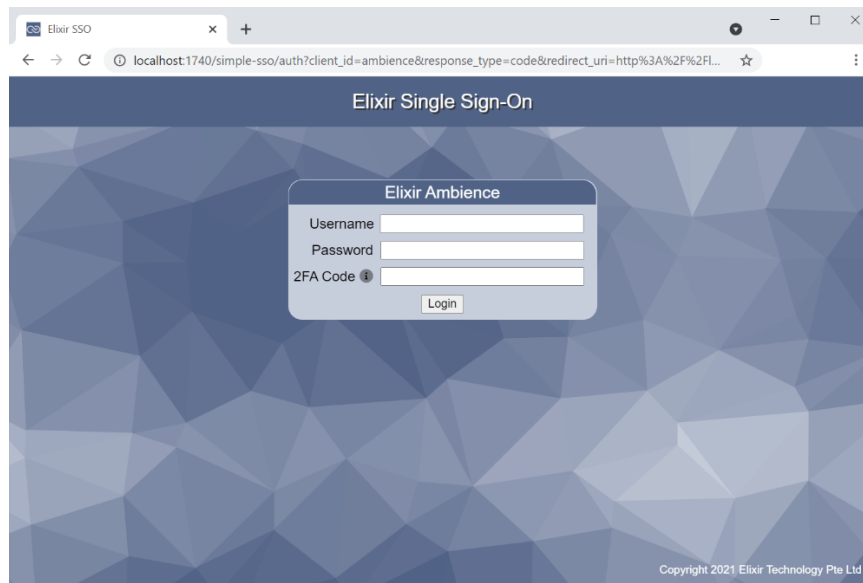 Elixir SSO
localhost:1740/simple-sso/auth?client_id=ambience&response_type=code&redirect_uri=http%3A%2F%2Fl...
Elixir Single Sign-On
Elixir Ambience
Username
Password
2FA Code
Login
Copyright 2021 Elixir Technology Pte Ltd